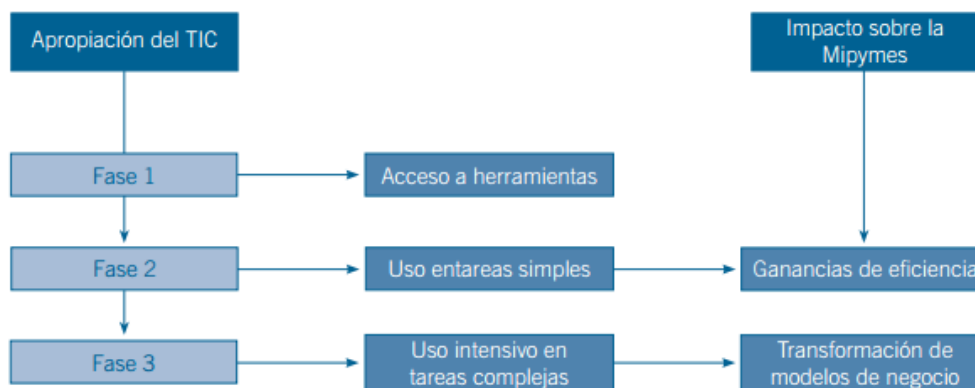 Apropiación del TIC
Impacto sobre la
Mipymes
Fase 1
Acceso a herramientas
Fase 2
Uso entareas simples
Ganancias de eficiencia
Fase 3
Uso intensivo en
tareas complejas
Transformación de
modelos de negocio